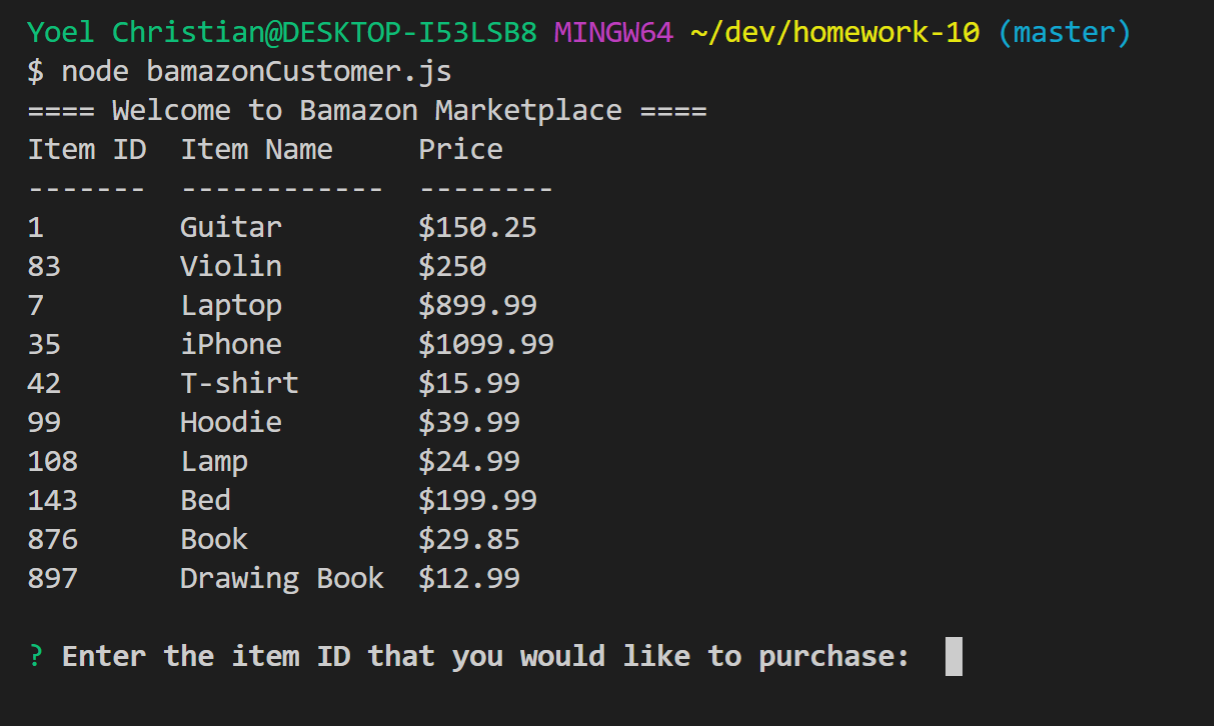 Yoel Christian@DESKTOP-I53LSB8 MINGW64 ~/dev/homework-10 (master)
$ node bamazonCustomer.js
==== Welcome to Bamazon Marketplace ====
Item ID  Item Name     Price
-------  ------------  --------
1        Guitar        $150.25
83       Violin        $250
7        Laptop        $899.99
35       iPhone        $1099.99
42       T-shirt       $15.99
99       Hoodie        $39.99
108      Lamp          $24.99
143      Bed           $199.99
876      Book          $29.85
897      Drawing Book  $12.99
? Enter the item ID that you would like to purchase: